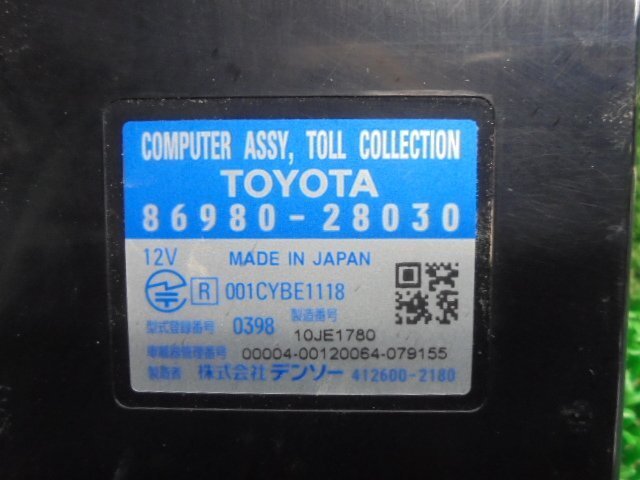 COMPUTER ASSY, TOLL COLLECTION
TOYOTA
86980-28030
12V MADE IN JAPAN
R 001CYBE1118
型式登録番号 0398 製造番号 10JE1780
車載器管理番号 00004-00120064-079155
製造者 株式会社 デンソー 412600-2180